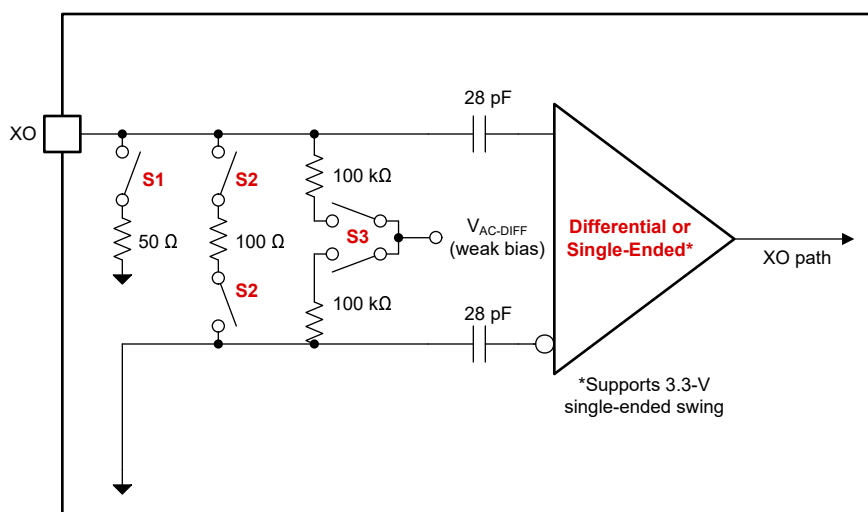 28 pF
XO
S1
S2
100 kΩ
50 Ω
100 Ω
S3
V_AC-DIFF
(weak bias)
Differential or
Single-Ended*
XO path
S2
100 kΩ
28 pF
*Supports 3.3-V
single-ended swing